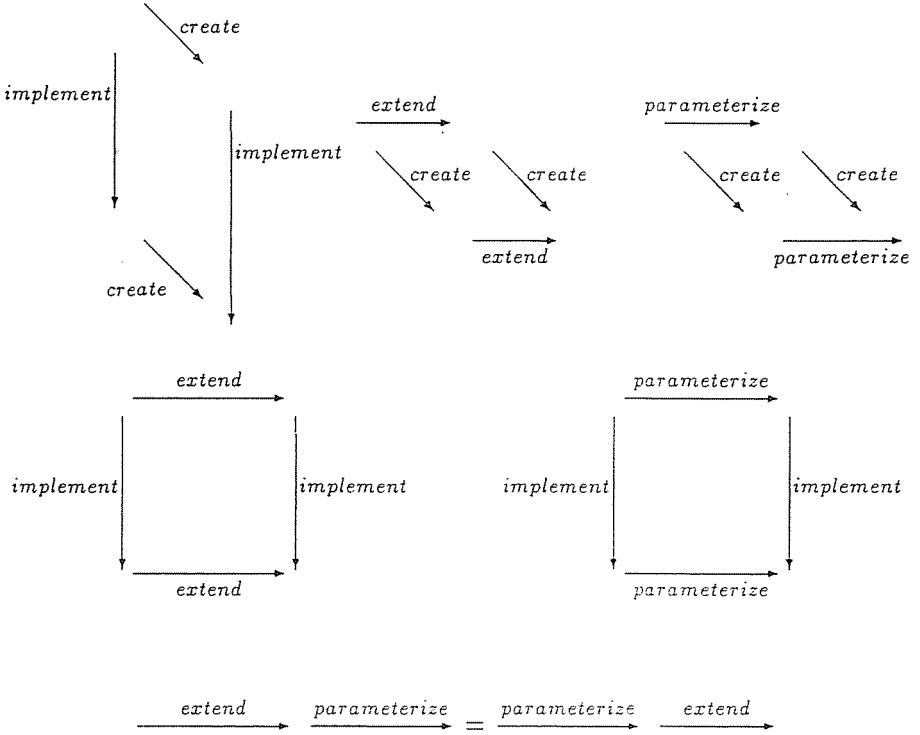 create
implement
implement
create
extend
create
create
extend
parameterize
create
create
parameterize
extend
implement
implement
extend
parameterize
implement
implement
parameterize
extend parameterize = parameterize extend